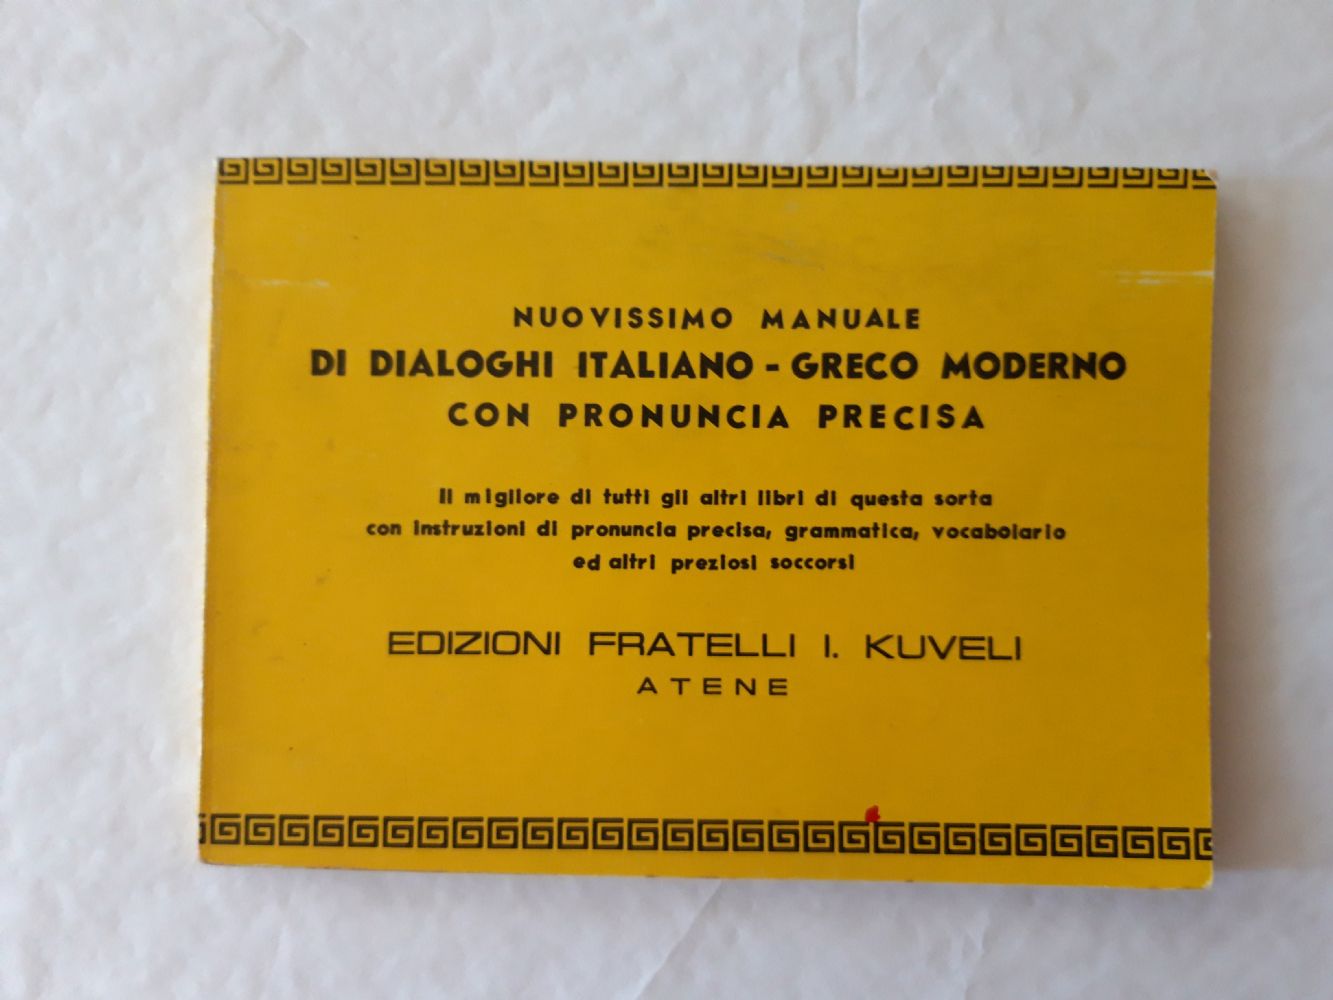 NUOVISSIMO MANUALE
DI DIALOGHI ITALIANO - GRECO MODERNO
CON PRONUNCIA PRECISA
Il migliore di tutti gli altri libri di questa sorta
con instruzioni di pronuncia precisa, grammatica, vocabolario
ed altri preziosi soccorsi
EDIZIONI FRATELLI I. KUVELI
ATENE